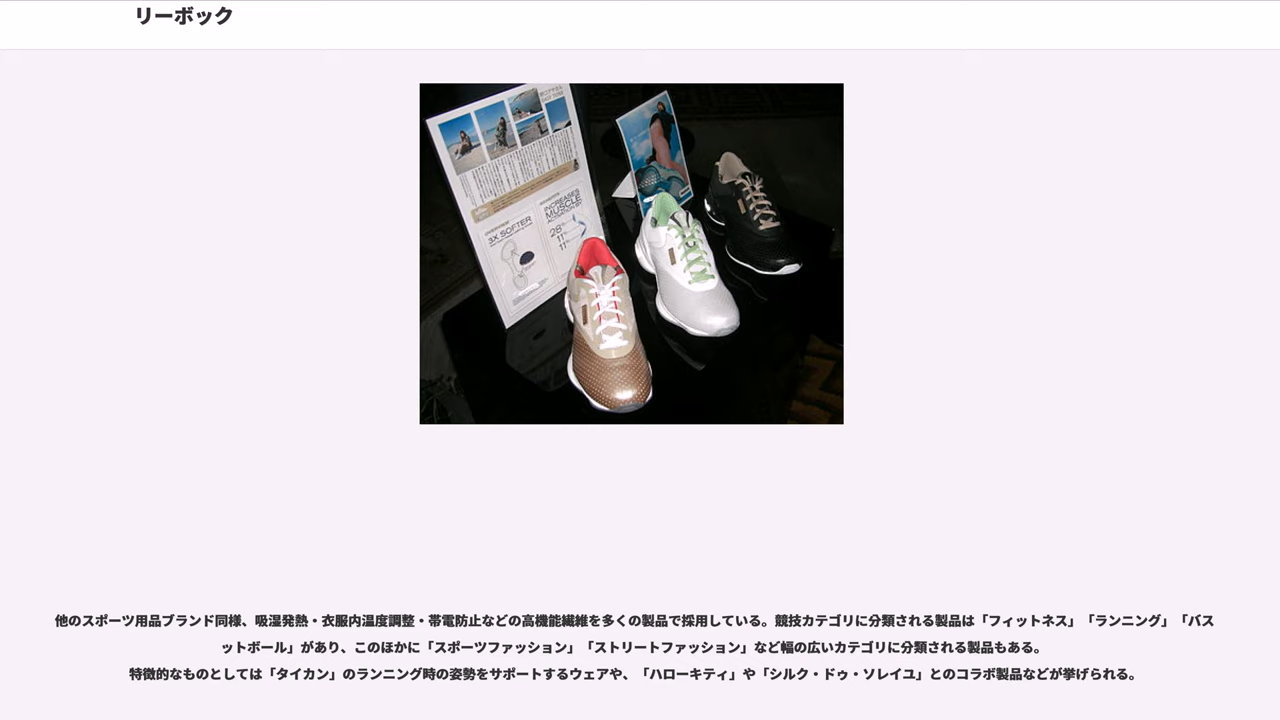 リーボック
3X SOFTER
INCREASES
MUSCLE
ACTIVATION BY
28%
11%
11%
他のスポーツ用品ブランド同様、吸湿発熱・衣服内温度調整・帯電防止などの高機能繊維を多くの製品で採用している。競技カテゴリに分類される製品は「フィットネス」「ランニング」「バス
ットボール」があり、このほかに「スポーツファッション」「ストリートファッション」など幅の広いカテゴリに分類される製品もある。
特徴的なものとしては「タイカン」のランニング時の姿勢をサポートするウェアや、「ハローキティ」や「シルク・ドゥ・ソレイユ」とのコラボ製品などが挙げられる。